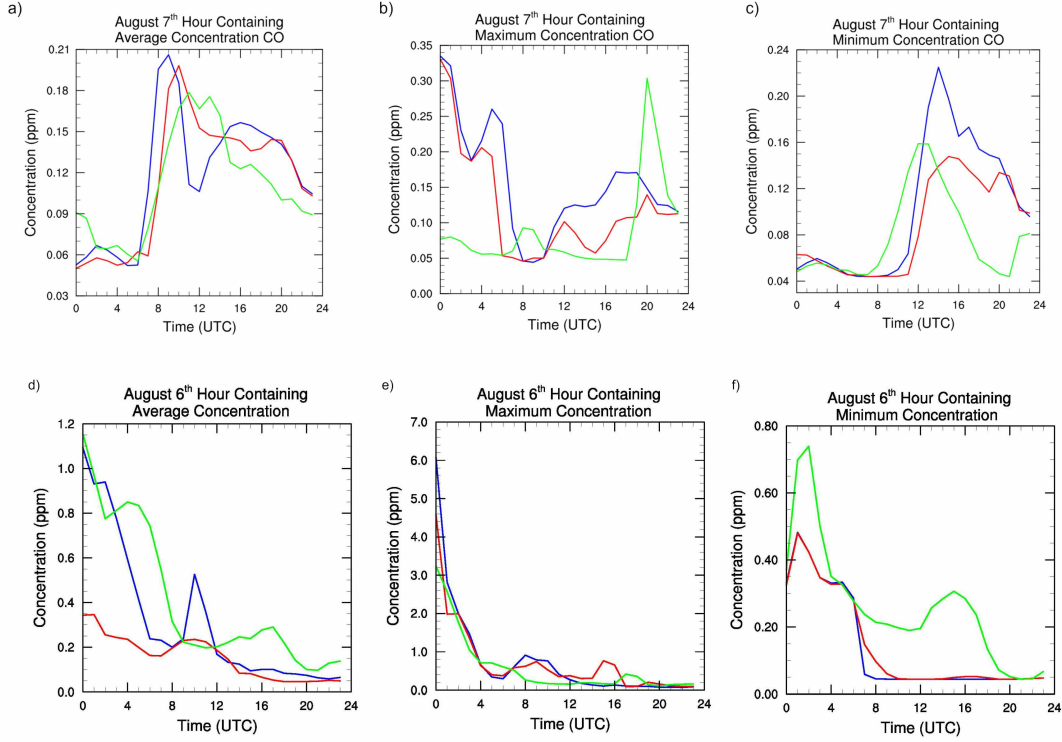 a)
August 7th Hour Containing
Average Concentration CO
Concentration (ppm)
0.21
0.18
0.15
0.12
0.09
0.06
0.03
0 4 8 12 16 20 24
Time (UTC)
b)
August 7th Hour Containing
Maximum Concentration CO
Concentration (ppm)
0.35
0.30
0.25
0.20
0.15
0.10
0.05
0.00
0 4 8 12 16 20 24
Time (UTC)
c)
August 7th Hour Containing
Minimum Concentration CO
Concentration (ppm)
0.24
0.20
0.16
0.12
0.08
0.04
0 4 8 12 16 20 24
Time (UTC)
d)
August 6th Hour Containing
Average Concentration
Concentration (ppm)
1.2
1.0
0.8
0.6
0.4
0.2
0.0
0 4 8 12 16 20 24
Time (UTC)
e)
August 6th Hour Containing
Maximum Concentration
Concentration (ppm)
7.0
6.0
5.0
4.0
3.0
2.0
1.0
0.0
0 4 8 12 16 20 24
Time (UTC)
f)
August 6th Hour Containing
Minimum Concentration
Concentration (ppm)
0.80
0.60
0.40
0.20
0.00
0 4 8 12 16 20 24
Time (UTC)